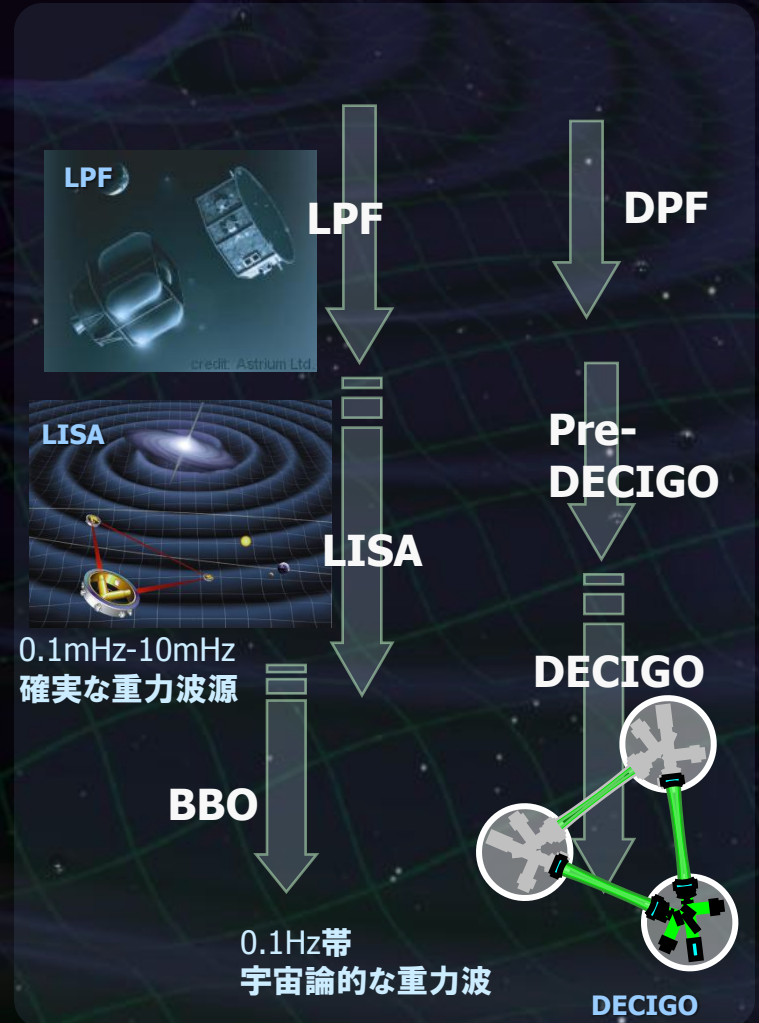 LPF
LPF
DPF
credit: Astrium Ltd.
LISA
Pre-
DECIGO
LISA
0.1mHz-10mHz
確実な重力波源
DECIGO
BBO
0.1Hz帯
宇宙論的な重力波
DECIGO